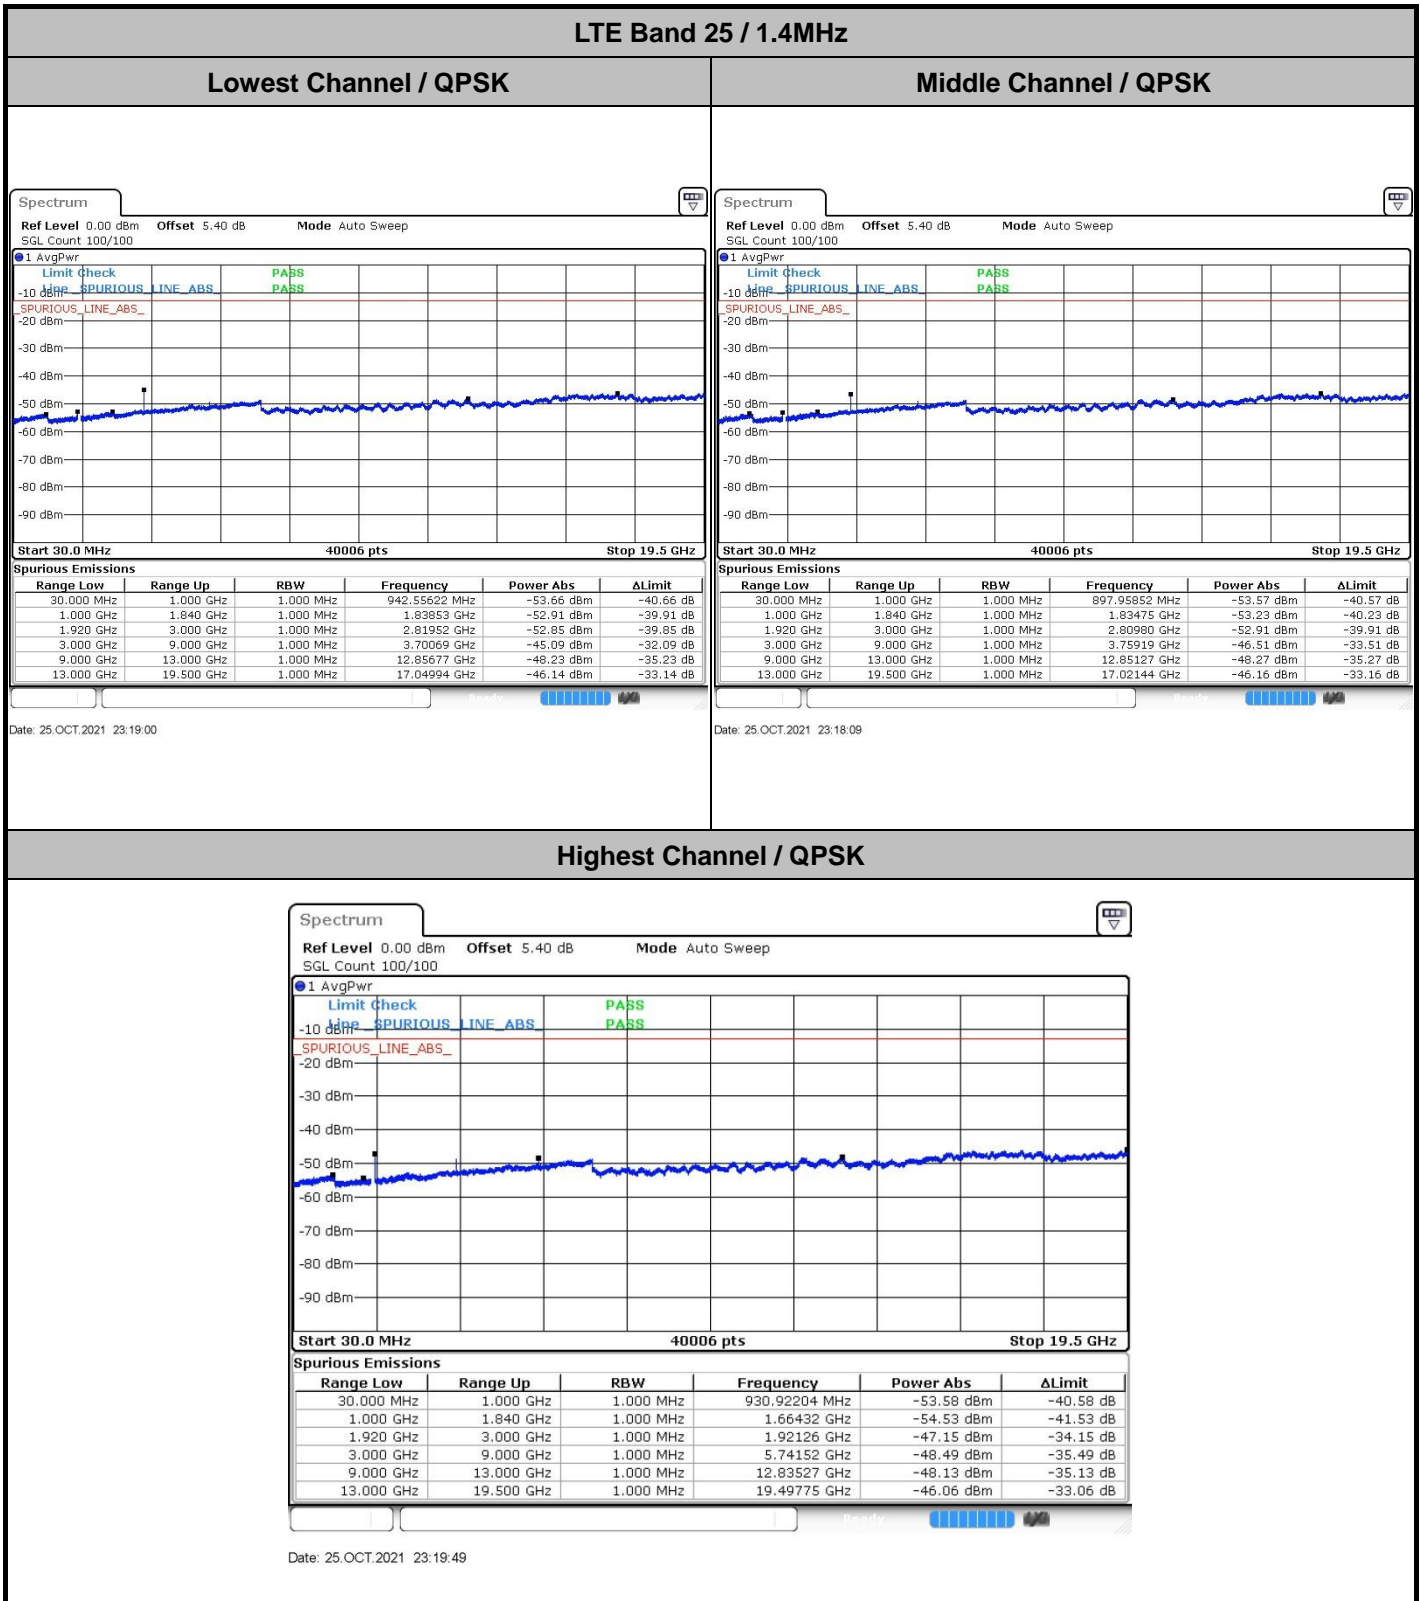 LTE Band 25 / 1.4MHz
Lowest Channel / QPSK
Middle Channel / QPSK
Spectrum
Ref Level 0.00 dBm Offset 5.40 dB Mode Auto Sweep
SGL Count 100/100
1 AvgPwr
Limit Check PASS
Line _SPURIOUS_LINE_ABS_ PASS
-10 dBm
_SPURIOUS_LINE_ABS_
-20 dBm
-30 dBm
-40 dBm
-50 dBm
-60 dBm
-70 dBm
-80 dBm
-90 dBm
Start 30.0 MHz 40006 pts Stop 19.5 GHz
Spurious Emissions
Range Low Range Up RBW Frequency Power Abs ΔLimit
30.000 MHz 1.000 GHz 1.000 MHz 942.55622 MHz -53.66 dBm -40.66 dB
1.000 GHz 1.840 GHz 1.000 MHz 1.83853 GHz -52.91 dBm -39.91 dB
1.920 GHz 3.000 GHz 1.000 MHz 2.81952 GHz -52.85 dBm -39.85 dB
3.000 GHz 9.000 GHz 1.000 MHz 3.70069 GHz -45.09 dBm -32.09 dB
9.000 GHz 13.000 GHz 1.000 MHz 12.85677 GHz -48.23 dBm -35.23 dB
13.000 GHz 19.500 GHz 1.000 MHz 17.04994 GHz -46.14 dBm -33.14 dB
Ready
Date: 25.OCT.2021 23:19:00
Spectrum
Ref Level 0.00 dBm Offset 5.40 dB Mode Auto Sweep
SGL Count 100/100
1 AvgPwr
Limit Check PASS
Line _SPURIOUS_LINE_ABS_ PASS
-10 dBm
_SPURIOUS_LINE_ABS_
-20 dBm
-30 dBm
-40 dBm
-50 dBm
-60 dBm
-70 dBm
-80 dBm
-90 dBm
Start 30.0 MHz 40006 pts Stop 19.5 GHz
Spurious Emissions
Range Low Range Up RBW Frequency Power Abs ΔLimit
30.000 MHz 1.000 GHz 1.000 MHz 897.95852 MHz -53.57 dBm -40.57 dB
1.000 GHz 1.840 GHz 1.000 MHz 1.83475 GHz -53.23 dBm -40.23 dB
1.920 GHz 3.000 GHz 1.000 MHz 2.80980 GHz -52.91 dBm -39.91 dB
3.000 GHz 9.000 GHz 1.000 MHz 3.75919 GHz -46.51 dBm -33.51 dB
9.000 GHz 13.000 GHz 1.000 MHz 12.85127 GHz -48.27 dBm -35.27 dB
13.000 GHz 19.500 GHz 1.000 MHz 17.02144 GHz -46.16 dBm -33.16 dB
Ready
Date: 25.OCT.2021 23:18:09
Highest Channel / QPSK
Spectrum
Ref Level 0.00 dBm Offset 5.40 dB Mode Auto Sweep
SGL Count 100/100
1 AvgPwr
Limit Check PASS
Line _SPURIOUS_LINE_ABS_ PASS
-10 dBm
_SPURIOUS_LINE_ABS_
-20 dBm
-30 dBm
-40 dBm
-50 dBm
-60 dBm
-70 dBm
-80 dBm
-90 dBm
Start 30.0 MHz 40006 pts Stop 19.5 GHz
Spurious Emissions
Range Low Range Up RBW Frequency Power Abs ΔLimit
30.000 MHz 1.000 GHz 1.000 MHz 930.92204 MHz -53.58 dBm -40.58 dB
1.000 GHz 1.840 GHz 1.000 MHz 1.66432 GHz -54.53 dBm -41.53 dB
1.920 GHz 3.000 GHz 1.000 MHz 1.92126 GHz -47.15 dBm -34.15 dB
3.000 GHz 9.000 GHz 1.000 MHz 5.74152 GHz -48.49 dBm -35.49 dB
9.000 GHz 13.000 GHz 1.000 MHz 12.83527 GHz -48.13 dBm -35.13 dB
13.000 GHz 19.500 GHz 1.000 MHz 19.49775 GHz -46.06 dBm -33.06 dB
Ready
Date: 25.OCT.2021 23:19:49